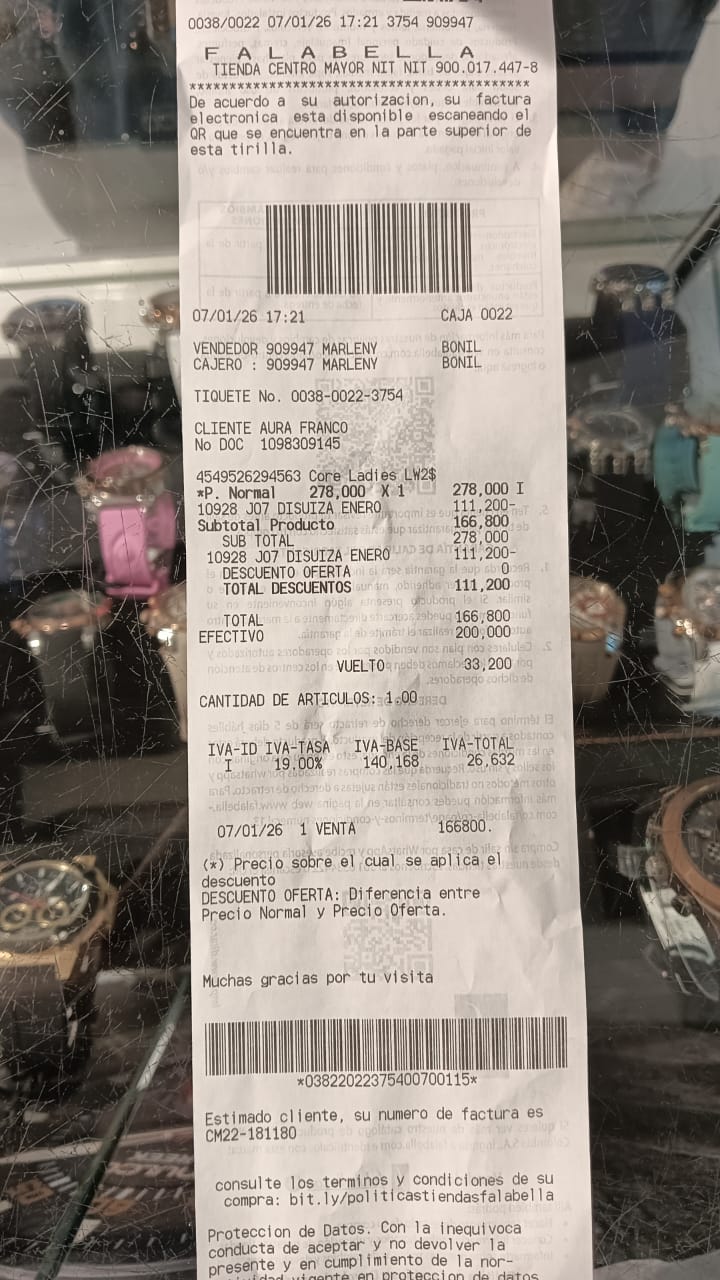 0038/0022 07/01/26 17:21 3754 909947
F A L A B E L L A
TIENDA CENTRO MAYOR NIT NIT 900.017.447-8
******************************************
De acuerdo a su autorizacion, su factura
electronica esta disponible escaneando el
QR que se encuentra en la parte superior de
esta tirilla.
07/01/26 17:21 CAJA 0022
VENDEDOR 909947 MARLENY BONIL
CAJERO : 909947 MARLENY BONIL
TIQUETE No. 0038-0022-3754
CLIENTE AURA FRANCO
No DOC 1098309145
4549526294563 Core Ladies LW2$
*P. Normal 278,000 X 1 278,000 I
10928 J07 DISUIZA ENERO 111,200-
Subtotal Producto 166,800
SUB TOTAL 278,000
10928 J07 DISUIZA ENERO 111,200-
DESCUENTO OFERTA 0
TOTAL DESCUENTOS 111,200
TOTAL 166,800
EFECTIVO 200,000
VUELTO 33,200
CANTIDAD DE ARTICULOS: 1.00
IVA-ID IVA-TASA IVA-BASE IVA-TOTAL
I 19.00% 140,168 26,632
07/01/26 1 VENTA 166800.
(*) Precio sobre el cual se aplica el
descuento
DESCUENTO OFERTA: Diferencia entre
Precio Normal y Precio Oferta.
Muchas gracias por tu visita
*03822022375400700115*
Estimado cliente, su numero de factura es
CM22-181180
consulte los terminos y condiciones de su
compra: bit.ly/politicastiendasfalabella
Proteccion de Datos. Con la inequivoca
conducta de aceptar y no devolver la
presente y en cumplimiento de la nor-
vigente en proteccion de datos